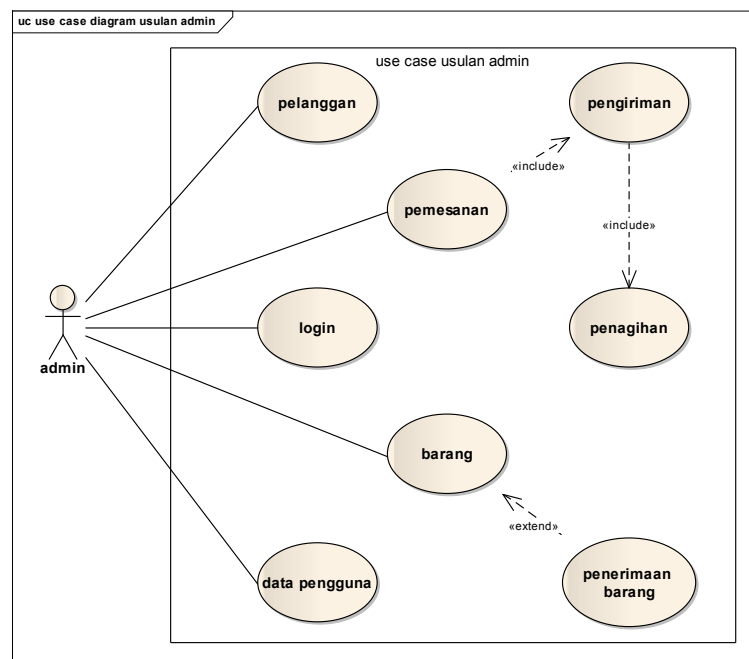 uc use case diagram usulan admin
use case usulan admin
pelanggan
pengiriman
«include»
pemesanan
«include»
login
penagihan
admin
barang
«extend»
data pengguna
penerimaan
barang